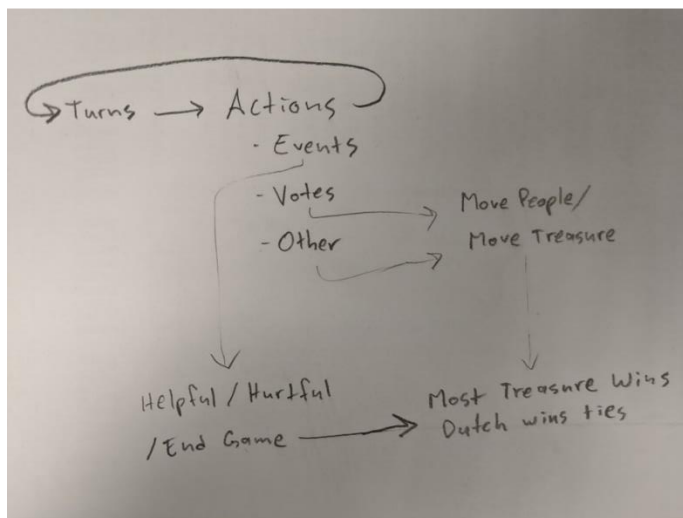 Turns → Actions
- Events
- Votes
- Other
Move People/
Move Treasure
Helpful / Hurtful
/End Game
Most Treasure Wins
Dutch wins ties